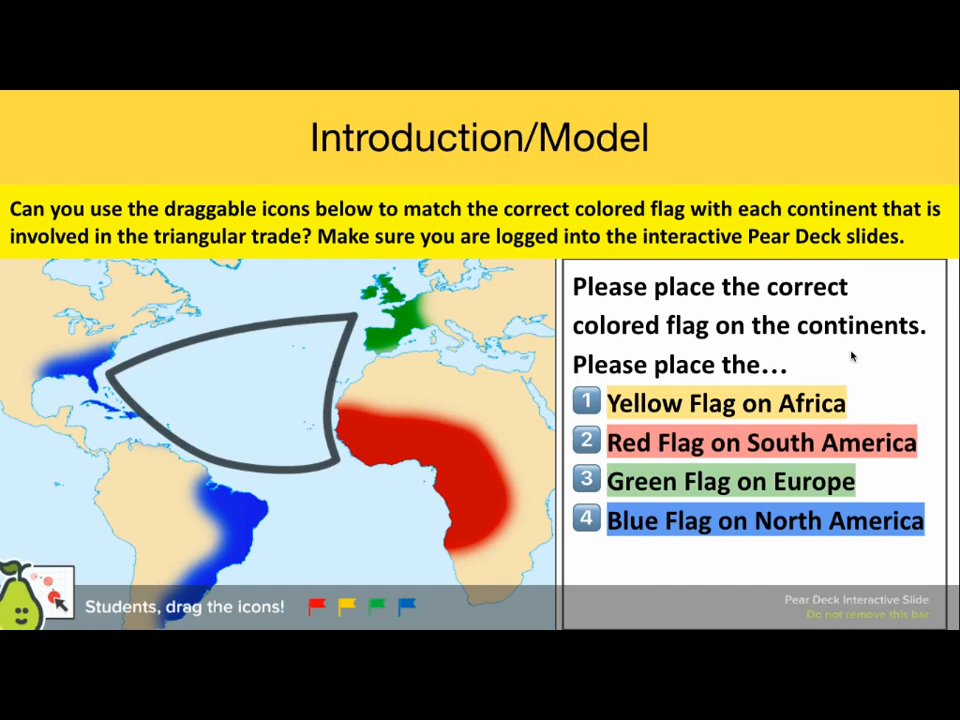 Introduction/Model
Can you use the draggable icons below to match the correct colored flag with each continent that is
involved in the triangular trade? Make sure you are logged into the interactive Pear Deck slides.
Please place the correct
colored flag on the continents.
Please place the...
1 Yellow Flag on Africa
2 Red Flag on South America
3 Green Flag on Europe
4 Blue Flag on North America
Students, drag the icons!
Pear Deck Interactive Slide
Do not remove this bar